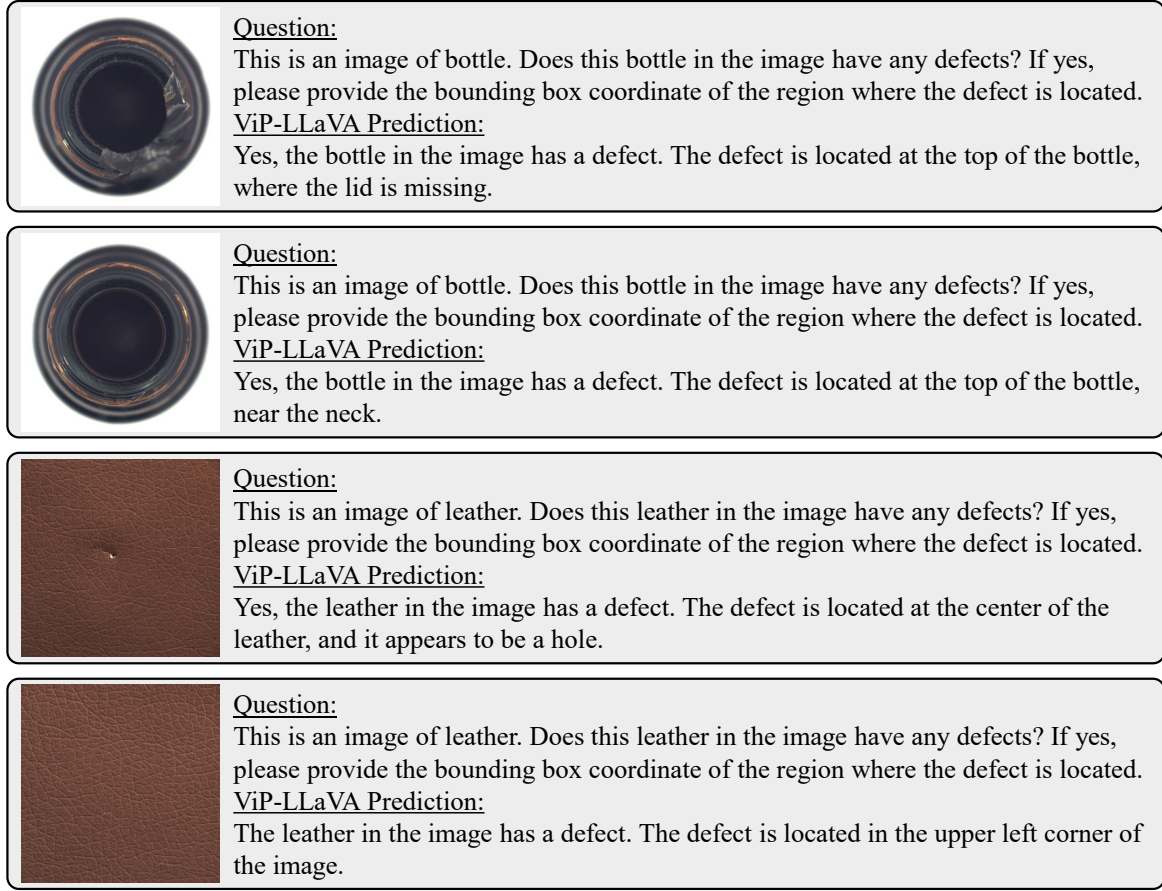 Question:
This is an image of bottle. Does this bottle in the image have any defects? If yes,
please provide the bounding box coordinate of the region where the defect is located.
ViP-LLaVA Prediction:
Yes, the bottle in the image has a defect. The defect is located at the top of the bottle,
where the lid is missing.
Question:
This is an image of bottle. Does this bottle in the image have any defects? If yes,
please provide the bounding box coordinate of the region where the defect is located.
ViP-LLaVA Prediction:
Yes, the bottle in the image has a defect. The defect is located at the top of the bottle,
near the neck.
Question:
This is an image of leather. Does this leather in the image have any defects? If yes,
please provide the bounding box coordinate of the region where the defect is located.
ViP-LLaVA Prediction:
Yes, the leather in the image has a defect. The defect is located at the center of the
leather, and it appears to be a hole.
Question:
This is an image of leather. Does this leather in the image have any defects? If yes,
please provide the bounding box coordinate of the region where the defect is located.
ViP-LLaVA Prediction:
The leather in the image has a defect. The defect is located in the upper left corner of
the image.